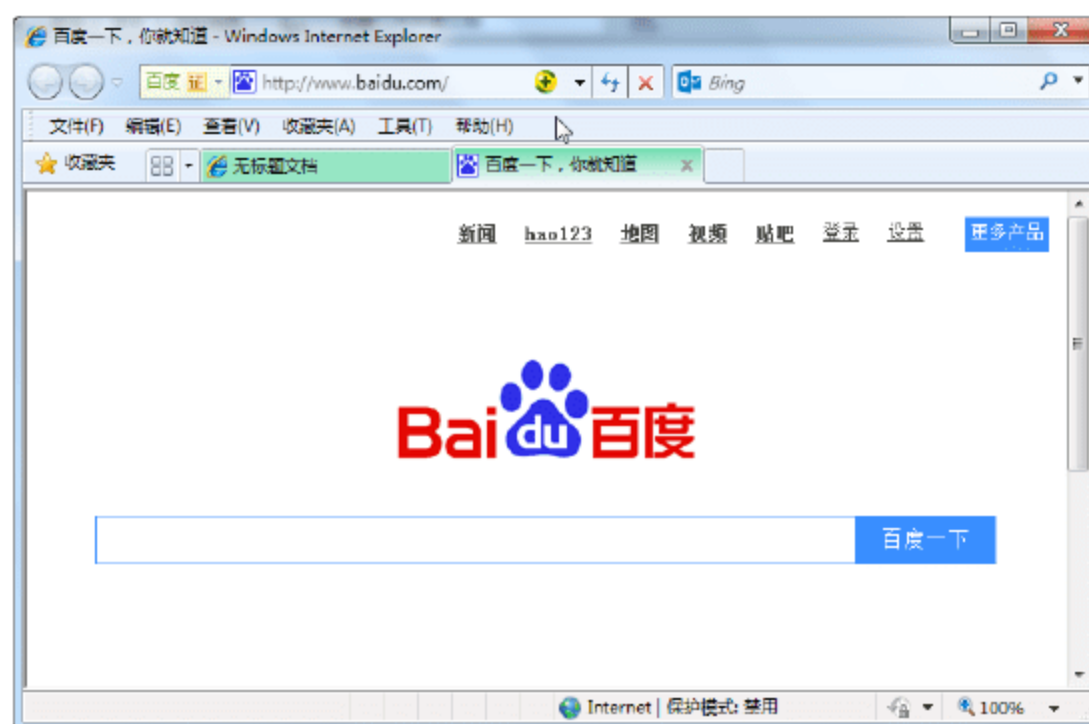 百度一下，你就知道 - Windows Internet Explorer
百度 证 http://www.baidu.com/ Bing
文件(F) 编辑(E) 查看(V) 收藏夹(A) 工具(T) 帮助(H)
收藏夹 无标题文档 百度一下，你就知道
新闻 hao123 地图 视频 贴吧 登录 设置 更多产品
Bai du 百度
百度一下
Internet | 保护模式: 禁用 100%